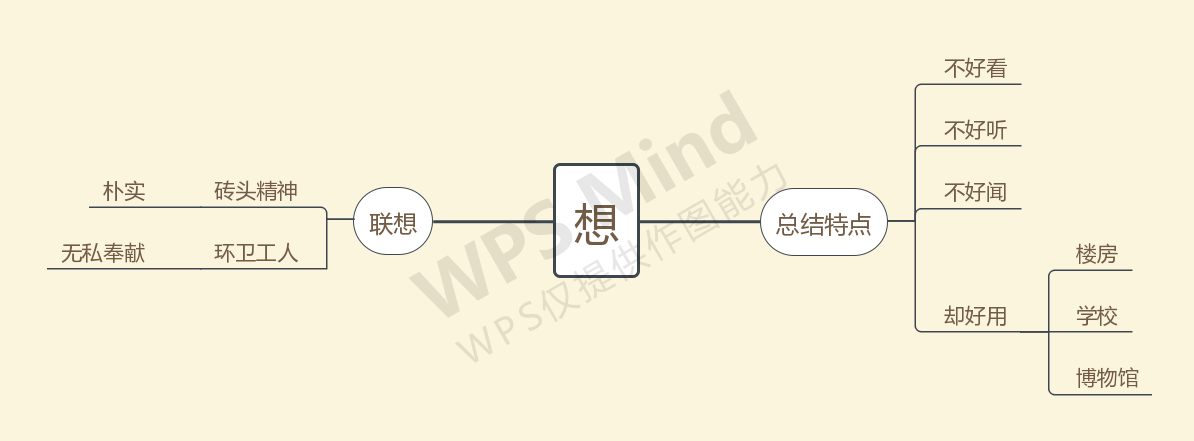 想
联想
砖头精神
朴实
环卫工人
无私奉献
总结特点
不好看
不好听
不好闻
却好用
楼房
学校
博物馆
WPS Mind
WPS仅提供作图能力